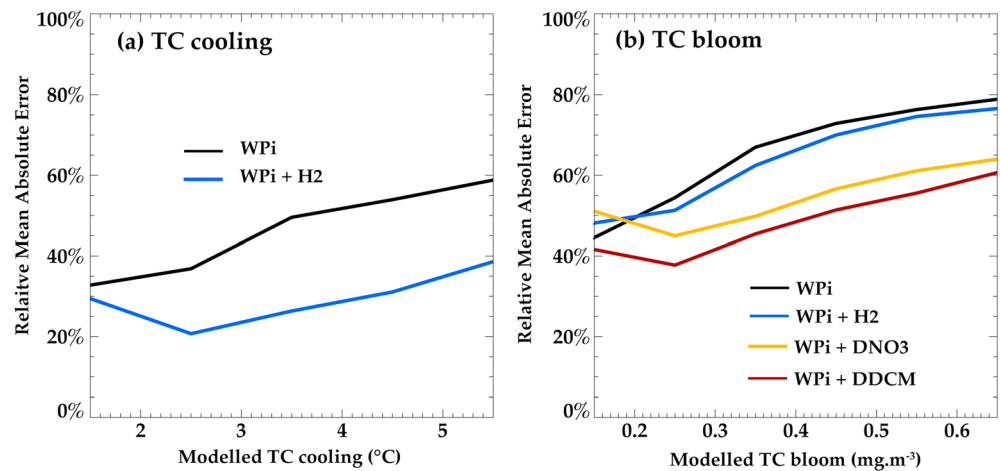 (a) TC cooling
Relaitve Mean Absolute Error
100%
80%
60%
40%
20%
0%
WPi
WPi + H2
2 3 4 5
Modelled TC cooling (°C)
(b) TC bloom
Relative Mean Absolute Error
100%
80%
60%
40%
20%
0%
WPi
WPi + H2
WPi + DNO3
WPi + DDCM
0.2 0.3 0.4 0.5 0.6
Modelled TC bloom (mg.m⁻³)